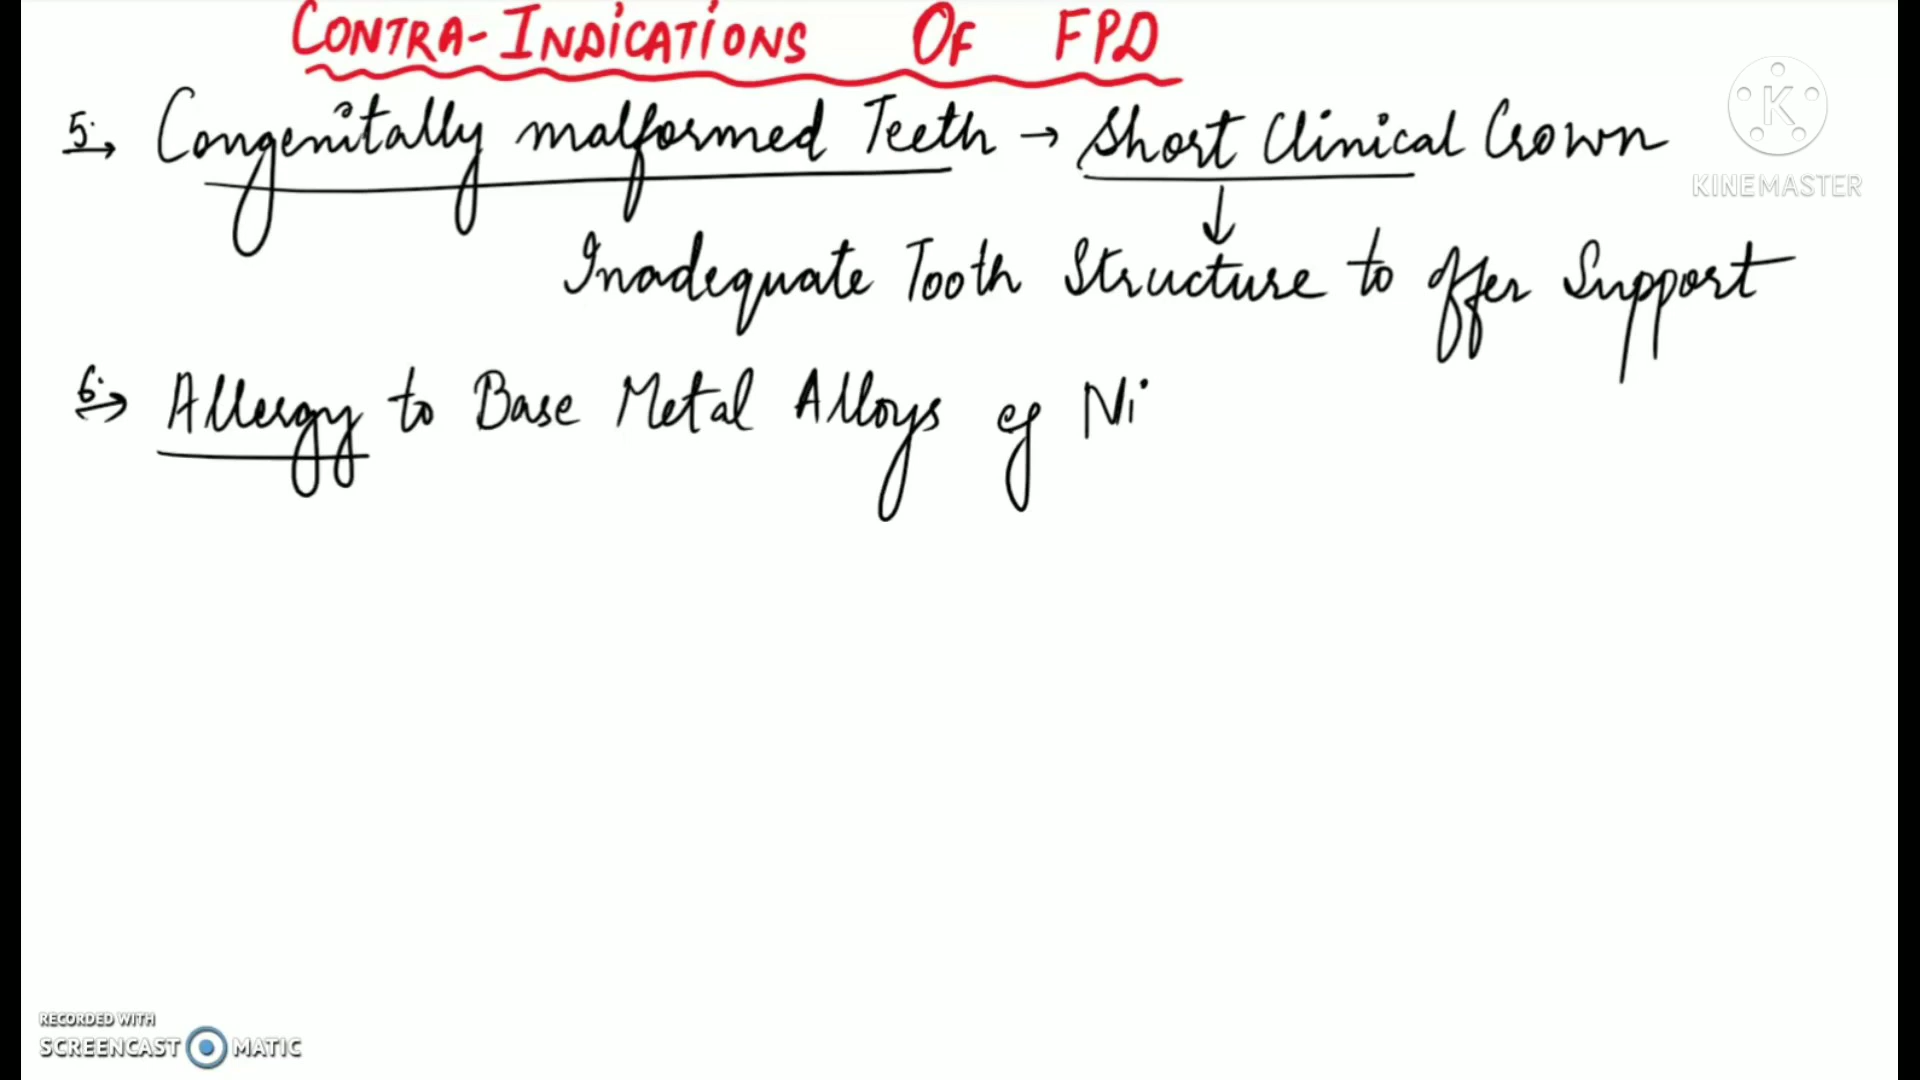 CONTRA-INDICATIONS OF FPD
5. → Congenitally malformed Teeth → Short Clinical Crown
↓
Inadequate Tooth Structure to offer Support
6. → Allergy to Base Metal Alloys eg Ni
K
KINEMASTER
RECORDED WITH
SCREENCAST MATIC